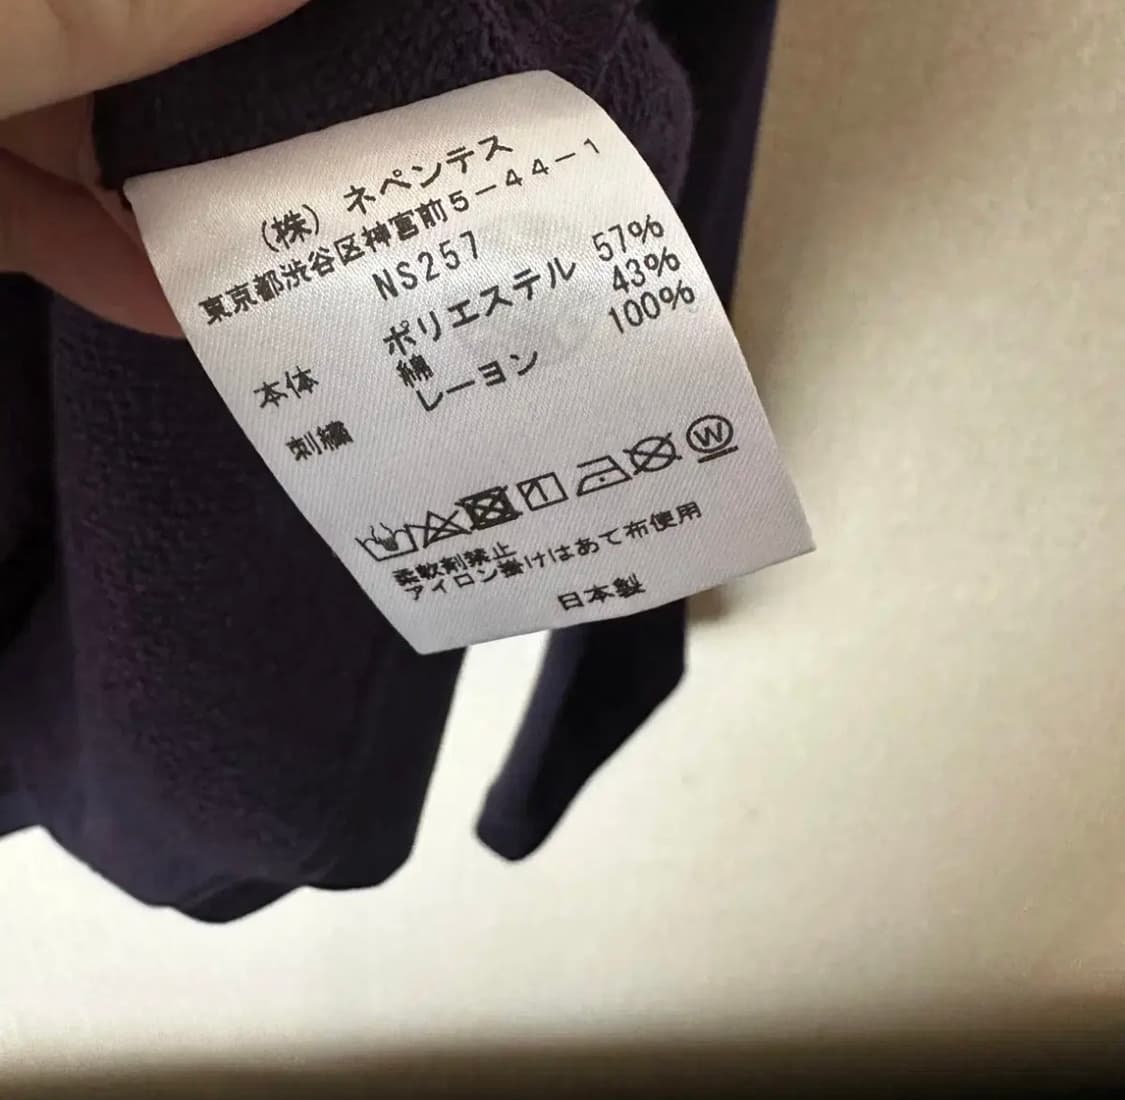 （株）ネペンテス
東京都渋谷区神宮前5－44－1
NS257
本体 ポリエステル 57%
綿 43%
刺繍 レーヨン 100%
W
柔軟剤禁止
アイロン掛けはあて布使用
日本製